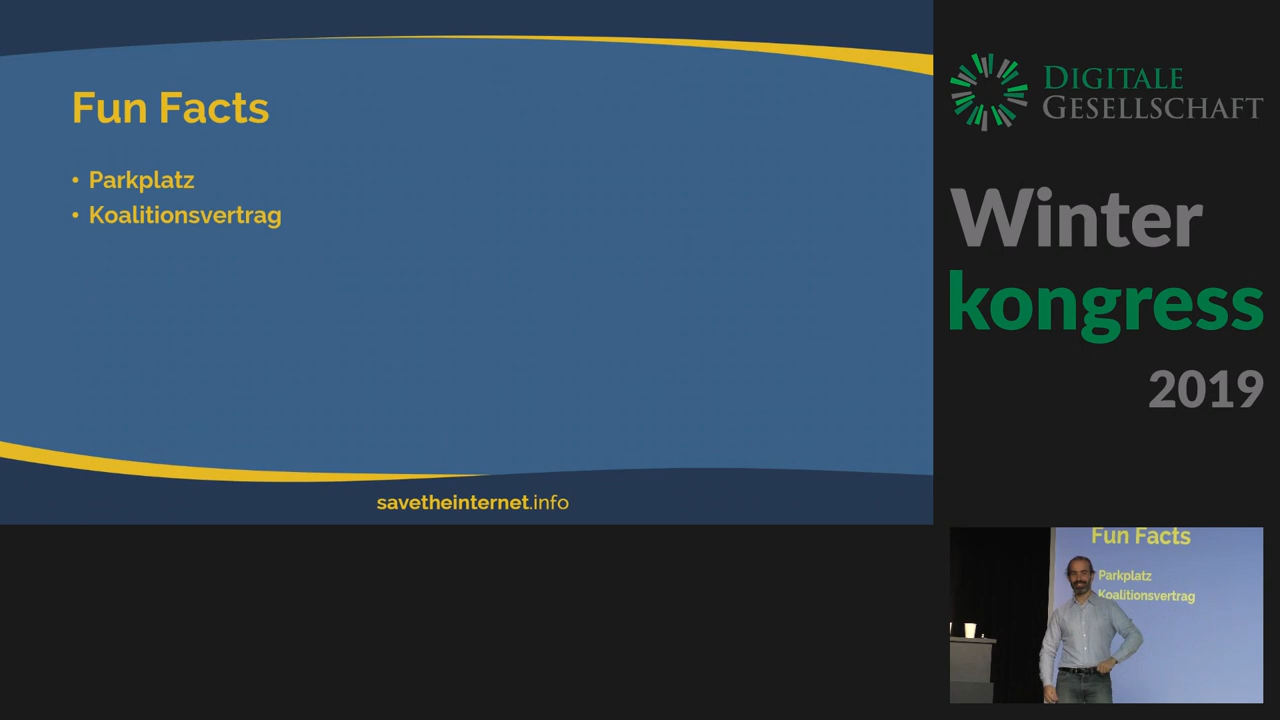 Fun Facts
• Parkplatz
• Koalitionsvertrag
savetheinternet.info
DIGITALE
GESELLSCHAFT
Winter
kongress
2019
Fun Facts
Parkplatz
Koalitionsvertrag